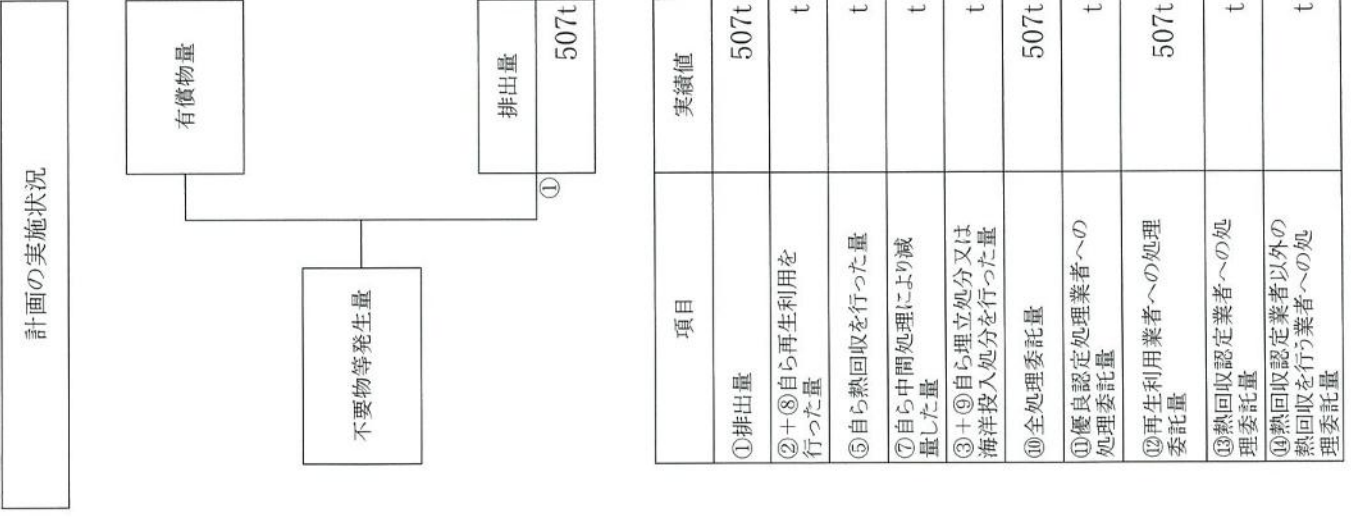 計画の実施状況
有償物量
不要物等発生量
排出量
①
507t
項目
実績値
①排出量
507t
②+⑧自ら再生利用を
行った量
t
⑤自ら熱回収を行った量
t
⑦自ら中間処理により減
量した量
t
③+⑨自ら埋立処分又は
海洋投入処分を行った量
t
⑩全処理委託量
507t
⑪優良認定処理業者への
処理委託量
t
⑫再生利用業者への処理
委託量
507t
⑬熱回収認定業者への処
理委託量
t
⑭熱回収認定業者以外の
熱回収を行う業者への処
理委託量
t